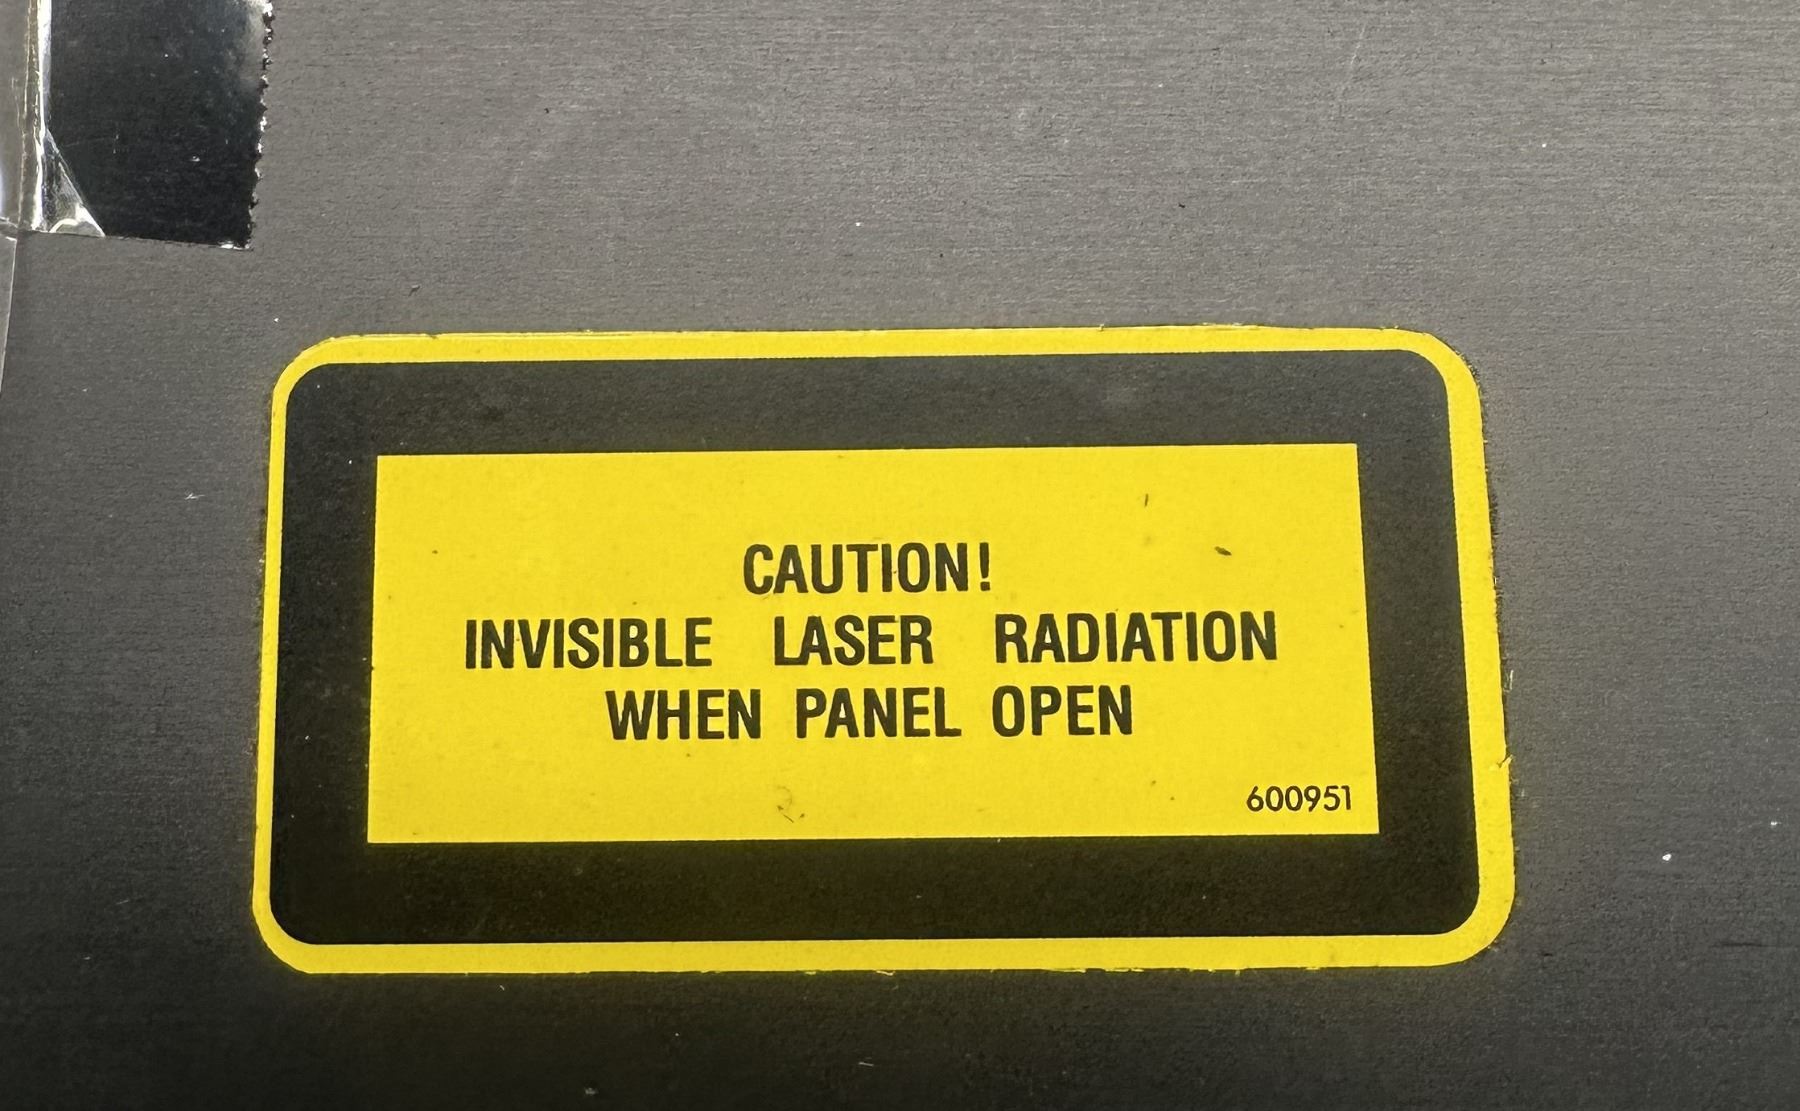 CAUTION!
INVISIBLE LASER RADIATION
WHEN PANEL OPEN
600951